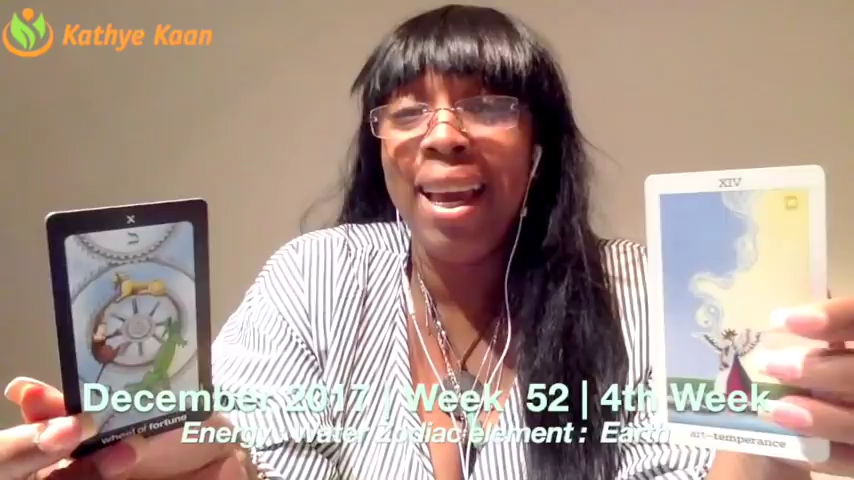 Kathye Kaan
X
XIV
December 2017 | Week 52 | 4th Week
Energy : Water Zodiac element : Earth
wheel of fortune
art-temperance